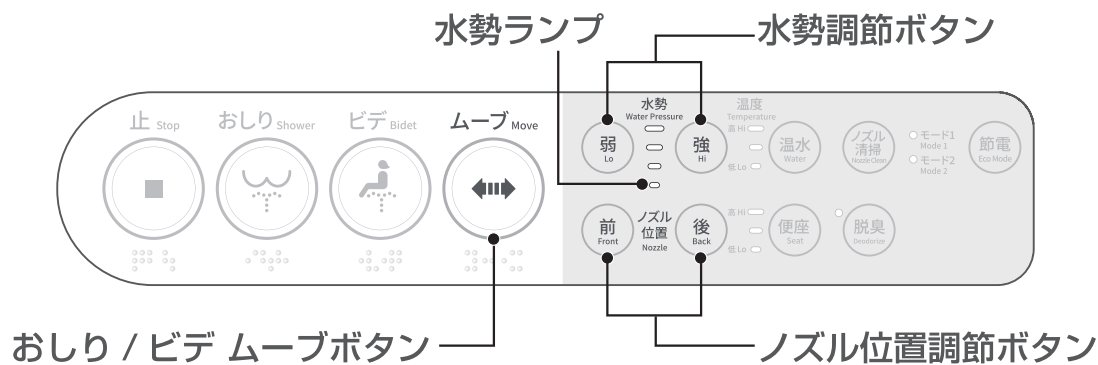 水勢ランプ
水勢調節ボタン
止 Stop
おしり Shower
ビデ Bidet
ムーブ Move
水勢
Water Pressure
弱
Lo
強
Hi
温度
Temperature
高 Hi
低 Lo
温水
Water
ノズル
清掃
Nozzle Clean
モード1
Mode 1
モード2
Mode 2
節電
Eco Mode
前
Front
ノズル
位置
Nozzle
後
Back
高 Hi
低 Lo
便座
Seat
脱臭
Deodorize
おしり / ビデ ムーブボタン
ノズル位置調節ボタン